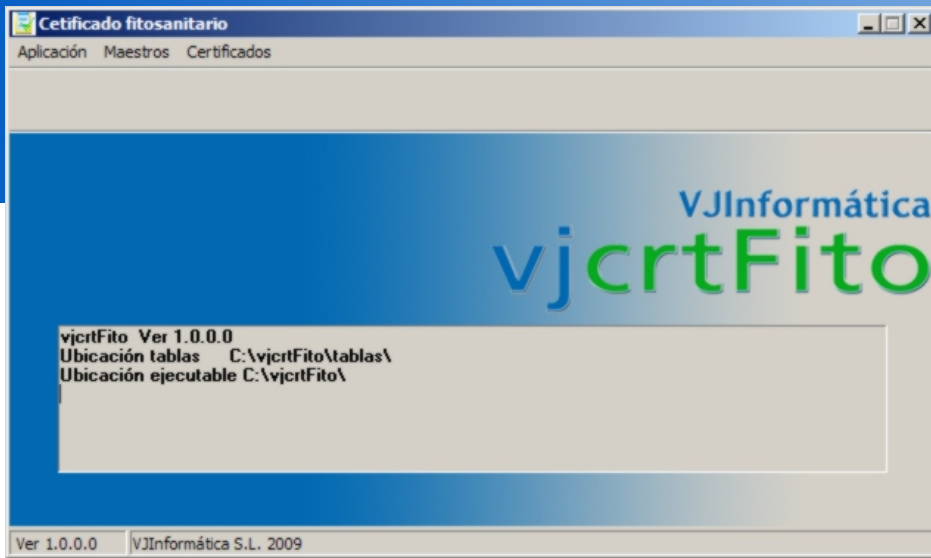 Cetificado fitosanitario
Aplicación Maestros Certificados
VJInformática
vjcrtFito
vjcrtFito Ver 1.0.0.0
Ubicación tablas C:\vjcrtFito\tablas\
Ubicación ejecutable C:\vjcrtFito\
Ver 1.0.0.0 VJInformática S.L. 2009